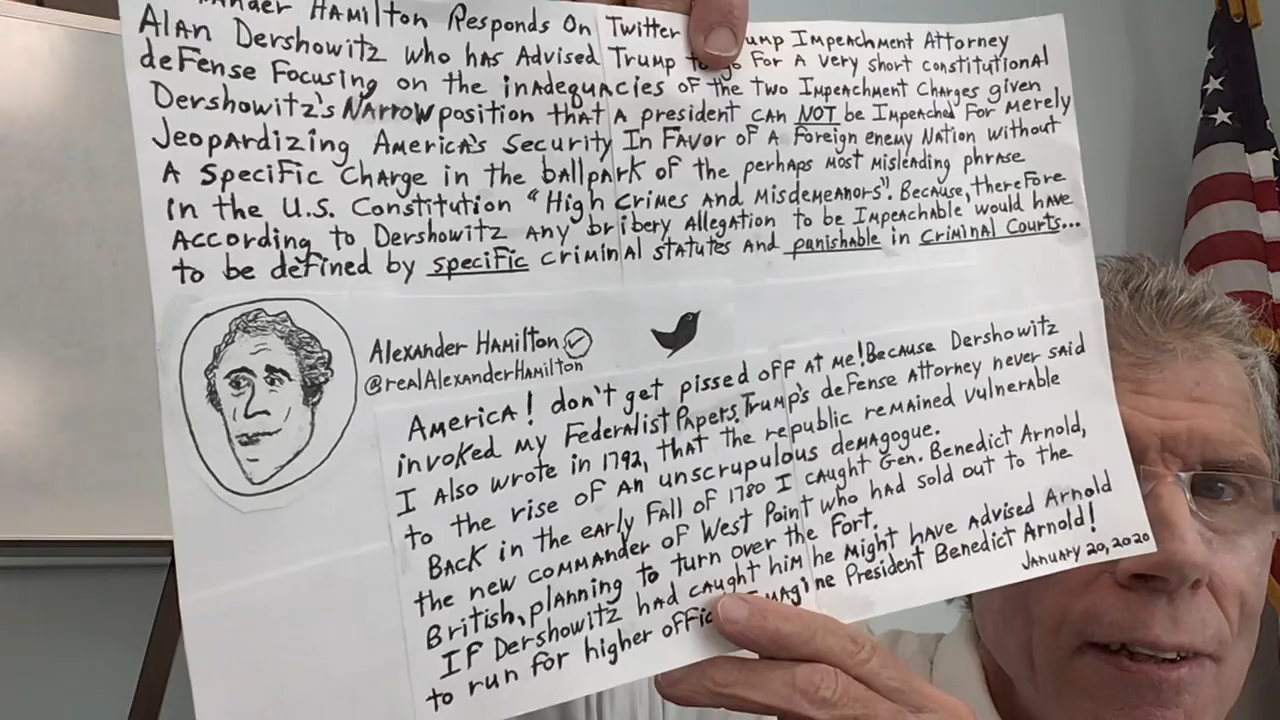 Hamilton Responds On Twitter ump Impeachment Attorney
Alan Dershowitz who has Advised Trump to go For A very short constitutional
deFense Focusing on the inadequacies of the two Impeachment Charges given
Dershowitz's NArrow position that A president can NOT be Impeached For Merely
Jeopardizing America's Security In Favor of A Foreign enemy Nation without
A Specific Charge in the ballpark of the perhaps most misleading phrase
in the U.S. Constitution "High Crimes And Misdemeanors". Because, thereFore
According to Dershowitz any bribery Allegation to be Impeachable would have
to be defined by specific criminal statutes and punishable in Criminal Courts...
Alexander Hamilton
@realAlexanderHamilton
America! don't get pissed off at me! Because Dershowitz
invoked my Federalist Papers. Trump's deFense Attorney never said
I Also wrote in 1792, that the republic remained vulnerable
to the rise of an unscrupulous demagogue.
Back in the early Fall of 1780 I caught Gen. Benedict Arnold,
the new commander of West Point who had sold out to the
British, planning to turn over the Fort.
If Dershowitz had caught him he might have advised Arnold
to run for higher offic magine President Benedict Arnold!
January 20, 2020